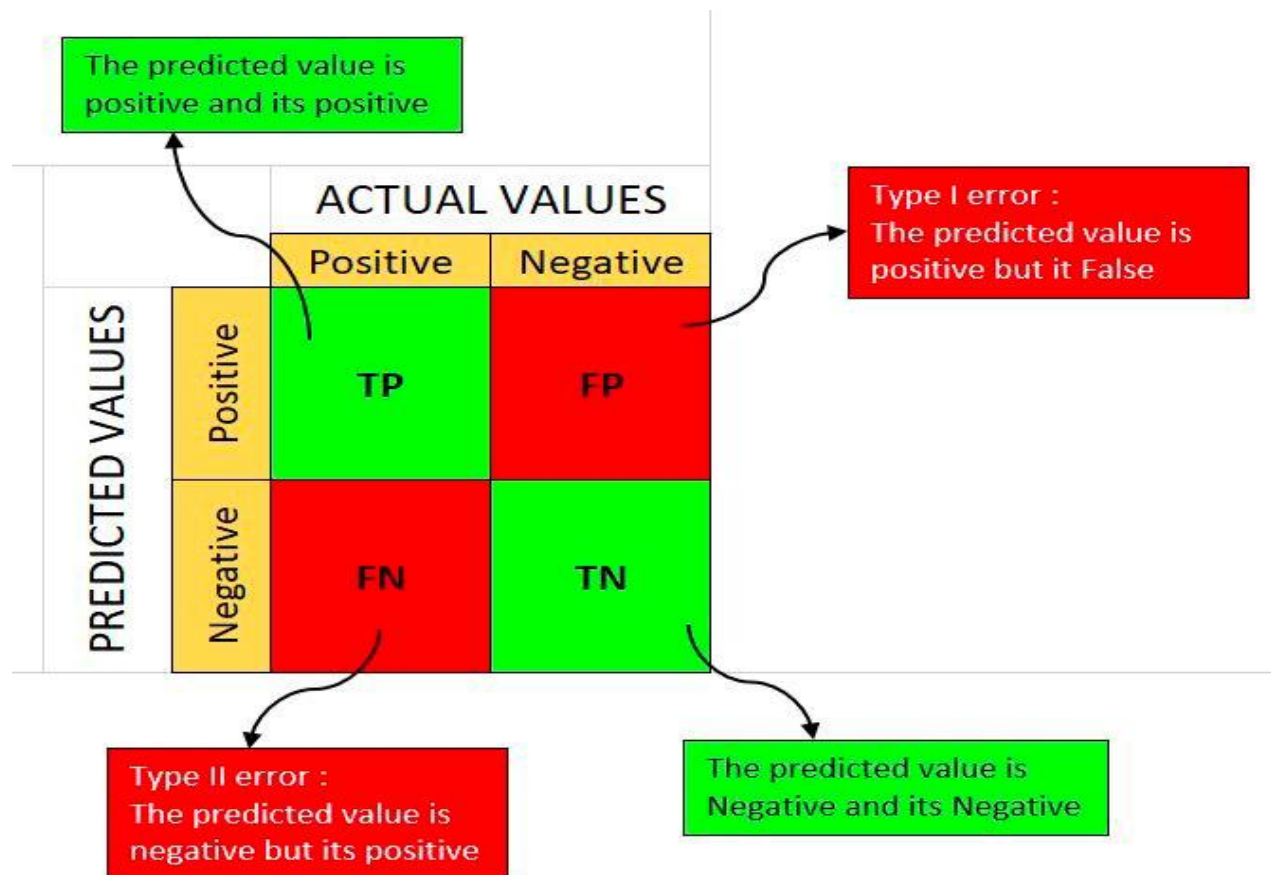 The predicted value is
positive and its positive
ACTUAL VALUES
Type I error :
The predicted value is
positive but it False
Positive
Negative
PREDICTED VALUES
Positive
TP
FP
Negative
FN
TN
Type II error :
The predicted value is
negative but its positive
The predicted value is
Negative and its Negative